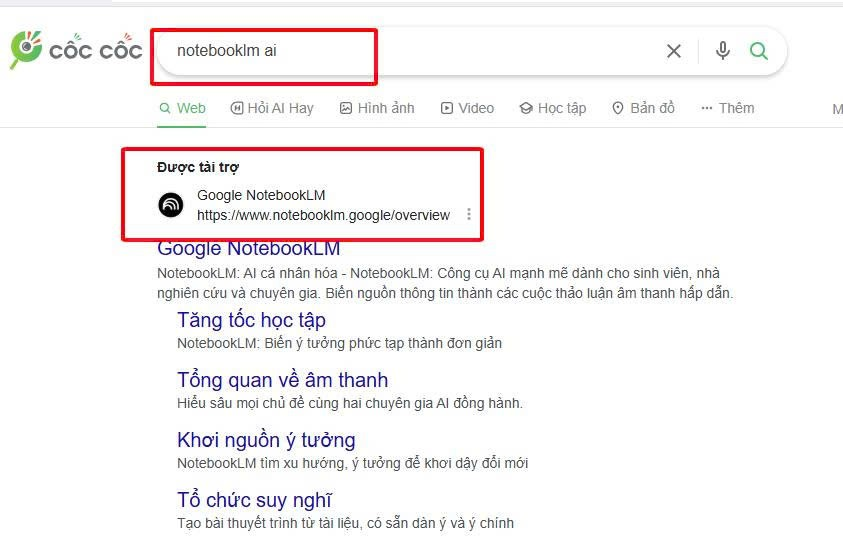 cốc cốc
notebooklm ai
Web Hỏi AI Hay Hình ảnh Video Học tập Bản đồ ··· Thêm M
Được tài trợ
Google NotebookLM
https://www.notebooklm.google/overview
Google NotebookLM
NotebookLM: AI cá nhân hóa - NotebookLM: Công cụ AI mạnh mẽ dành cho sinh viên, nhà
nghiên cứu và chuyên gia. Biến nguồn thông tin thành các cuộc thảo luận âm thanh hấp dẫn.
Tăng tốc học tập
NotebookLM: Biến ý tưởng phức tạp thành đơn giản
Tổng quan về âm thanh
Hiểu sâu mọi chủ đề cùng hai chuyên gia AI đồng hành.
Khơi nguồn ý tưởng
NotebookLM tìm xu hướng, ý tưởng để khơi dậy đổi mới
Tổ chức suy nghĩ
Tạo bài thuyết trình từ tài liệu, có sẵn dàn ý và ý chính